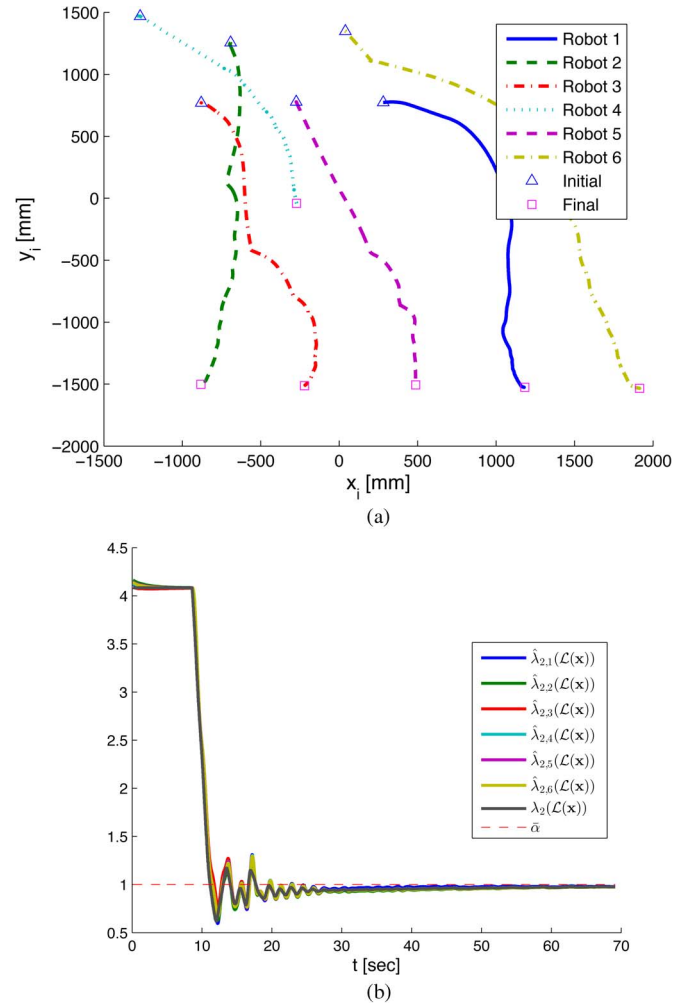 1500
1000
500
0
−500
−1000
−1500
−2000
y_i [mm]
−1500 −1000 −500 0 500 1000 1500 2000
x_i [mm]
Robot 1
Robot 2
Robot 3
Robot 4
Robot 5
Robot 6
Initial
Final
(a)
4.5
4
3.5
3
2.5
2
1.5
1
0.5
0 10 20 30 40 50 60 70
t [sec]
λ̂_{2,1}(ℒ(𝐱))
λ̂_{2,2}(ℒ(𝐱))
λ̂_{2,3}(ℒ(𝐱))
λ̂_{2,4}(ℒ(𝐱))
λ̂_{2,5}(ℒ(𝐱))
λ̂_{2,6}(ℒ(𝐱))
λ_2(ℒ(𝐱))
ᾱ
(b)